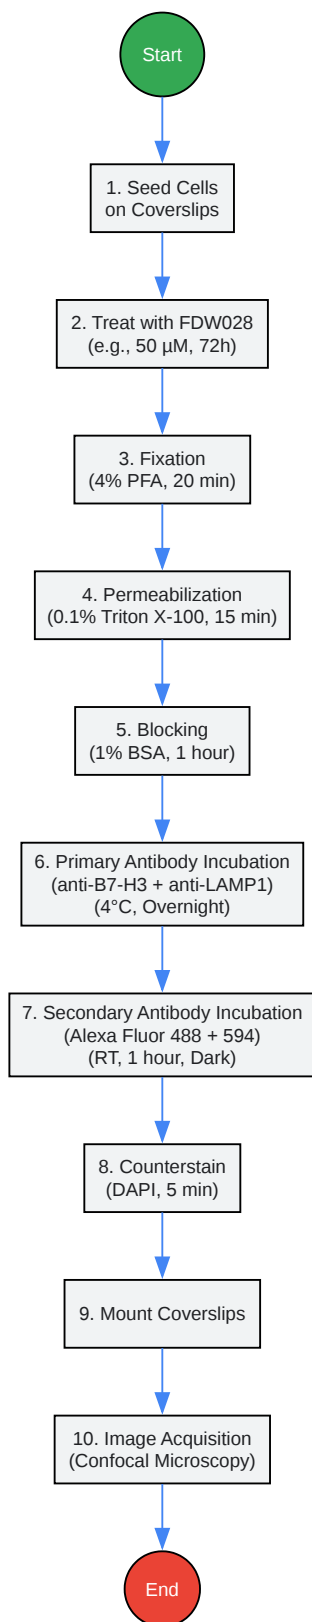 Start
1. Seed Cells
on Coverslips
2. Treat with FDW028
(e.g., 50 µM, 72h)
3. Fixation
(4% PFA, 20 min)
4. Permeabilization
(0.1% Triton X-100, 15 min)
5. Blocking
(1% BSA, 1 hour)
6. Primary Antibody Incubation
(anti-B7-H3 + anti-LAMP1)
(4°C, Overnight)
7. Secondary Antibody Incubation
(Alexa Fluor 488 + 594)
(RT, 1 hour, Dark)
8. Counterstain
(DAPI, 5 min)
9. Mount Coverslips
10. Image Acquisition
(Confocal Microscopy)
End